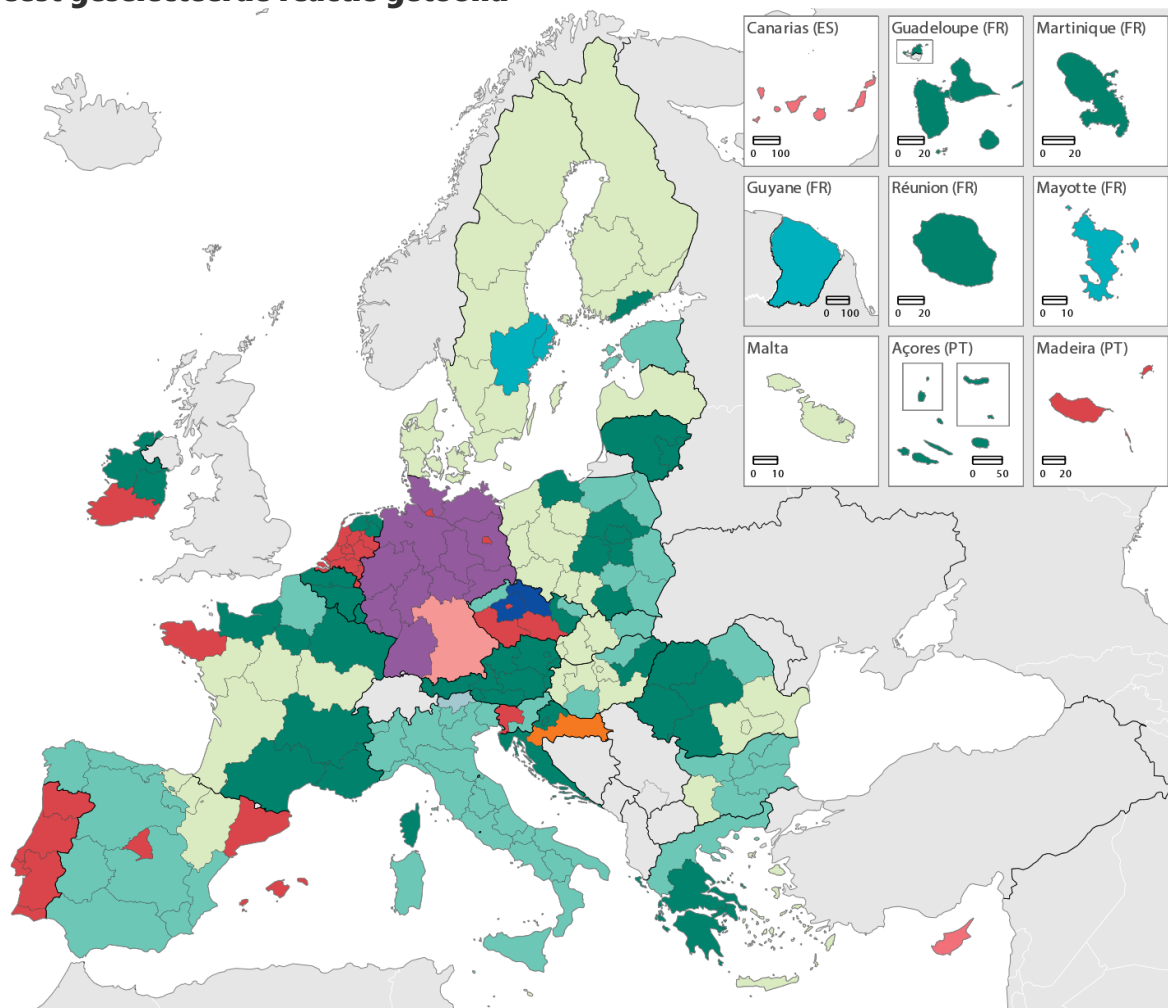 Canarias (ES)
0 100
Guadeloupe (FR)
0 20
Martinique (FR)
0 20
Guyane (FR)
0 100
Réunion (FR)
0 20
Mayotte (FR)
0 10
Malta
0 10
Açores (PT)
0 50
Madeira (PT)
0 20